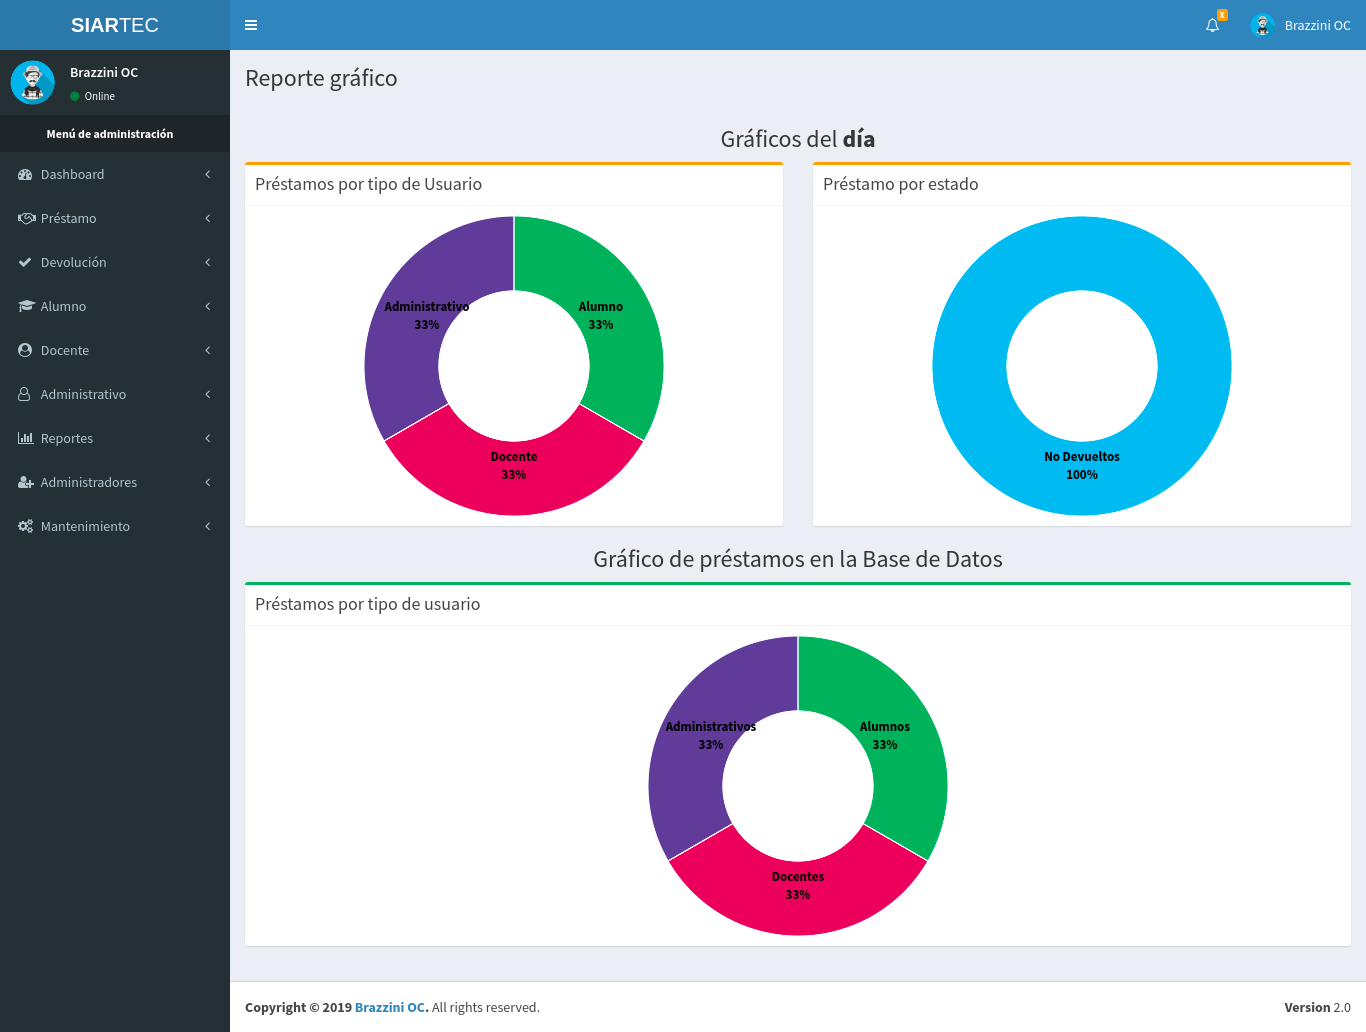 SIARTEC
x
Brazzini OC
Brazzini OC
Online
Menú de administración
Dashboard
Préstamo
Devolución
Alumno
Docente
Administrativo
Reportes
Administradores
Mantenimiento
Reporte gráfico
Gráficos del día
Préstamos por tipo de Usuario
Administrativo
33%
Alumno
33%
Docente
33%
Préstamo por estado
No Devueltos
100%
Gráfico de préstamos en la Base de Datos
Préstamos por tipo de usuario
Administrativos
33%
Alumnos
33%
Docentes
33%
Copyright © 2019 Brazzini OC. All rights reserved.
Version 2.0